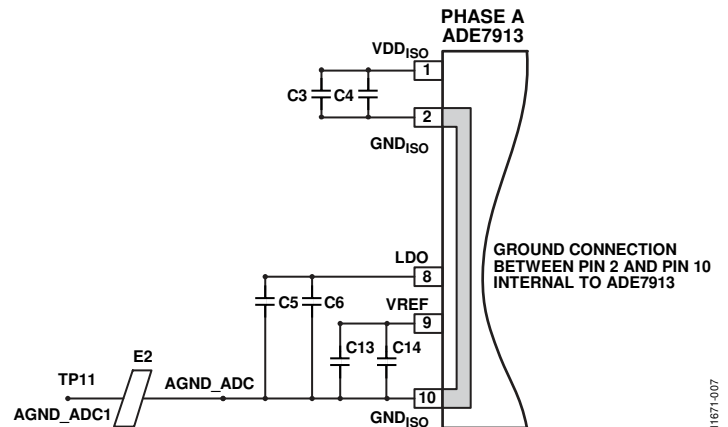 PHASE A
ADE7913
VDDISO
1
C3
C4
2
GNDISO
GROUND CONNECTION
BETWEEN PIN 2 AND PIN 10
INTERNAL TO ADE7913
LDO
8
C5
C6
VREF
9
C13
C14
E2
TP11
AGND_ADC
10
AGND_ADC1
GNDISO
11671-007